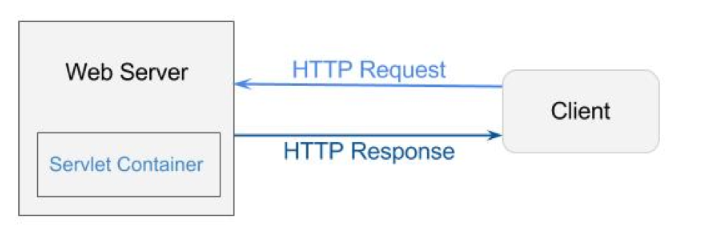 Web Server
HTTP Request
Client
Servlet Container
HTTP Response